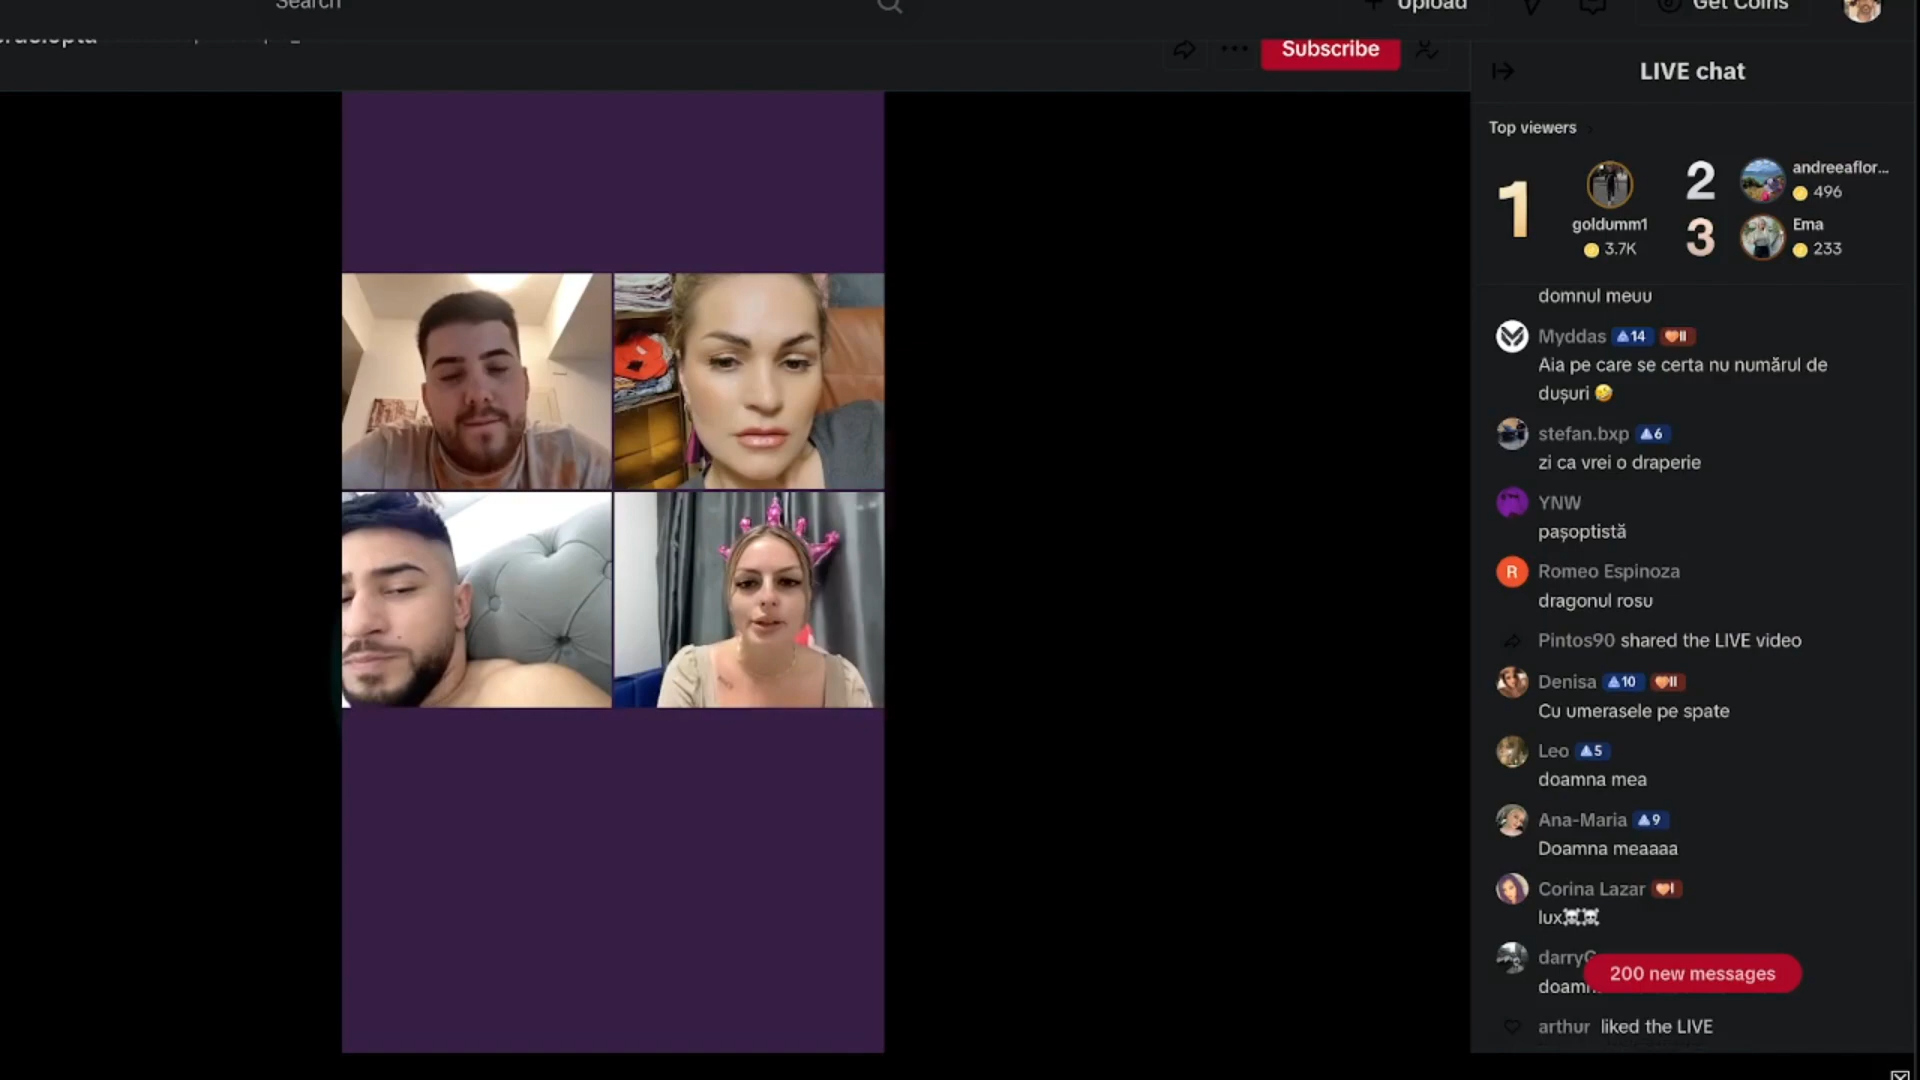 Search
Upload
Get Coins
Subscribe
LIVE chat
Top viewers
1
goldumm1
3.7K
2
andreeaflor...
496
3
Ema
233
domnul meuu
Myddas 14 II
Aia pe care se certa nu numărul de
dușuri 🤣
stefan.bxp 6
zi ca vrei o draperie
YNW
pașoptistă
R Romeo Espinoza
dragonul rosu
Pintos90 shared the LIVE video
Denisa 10 II
Cu umerasele pe spate
Leo 5
doamna mea
Ana-Maria 9
Doamna meaaaa
Corina Lazar I
lux☠️☠️
200 new messages
arthur liked the LIVE